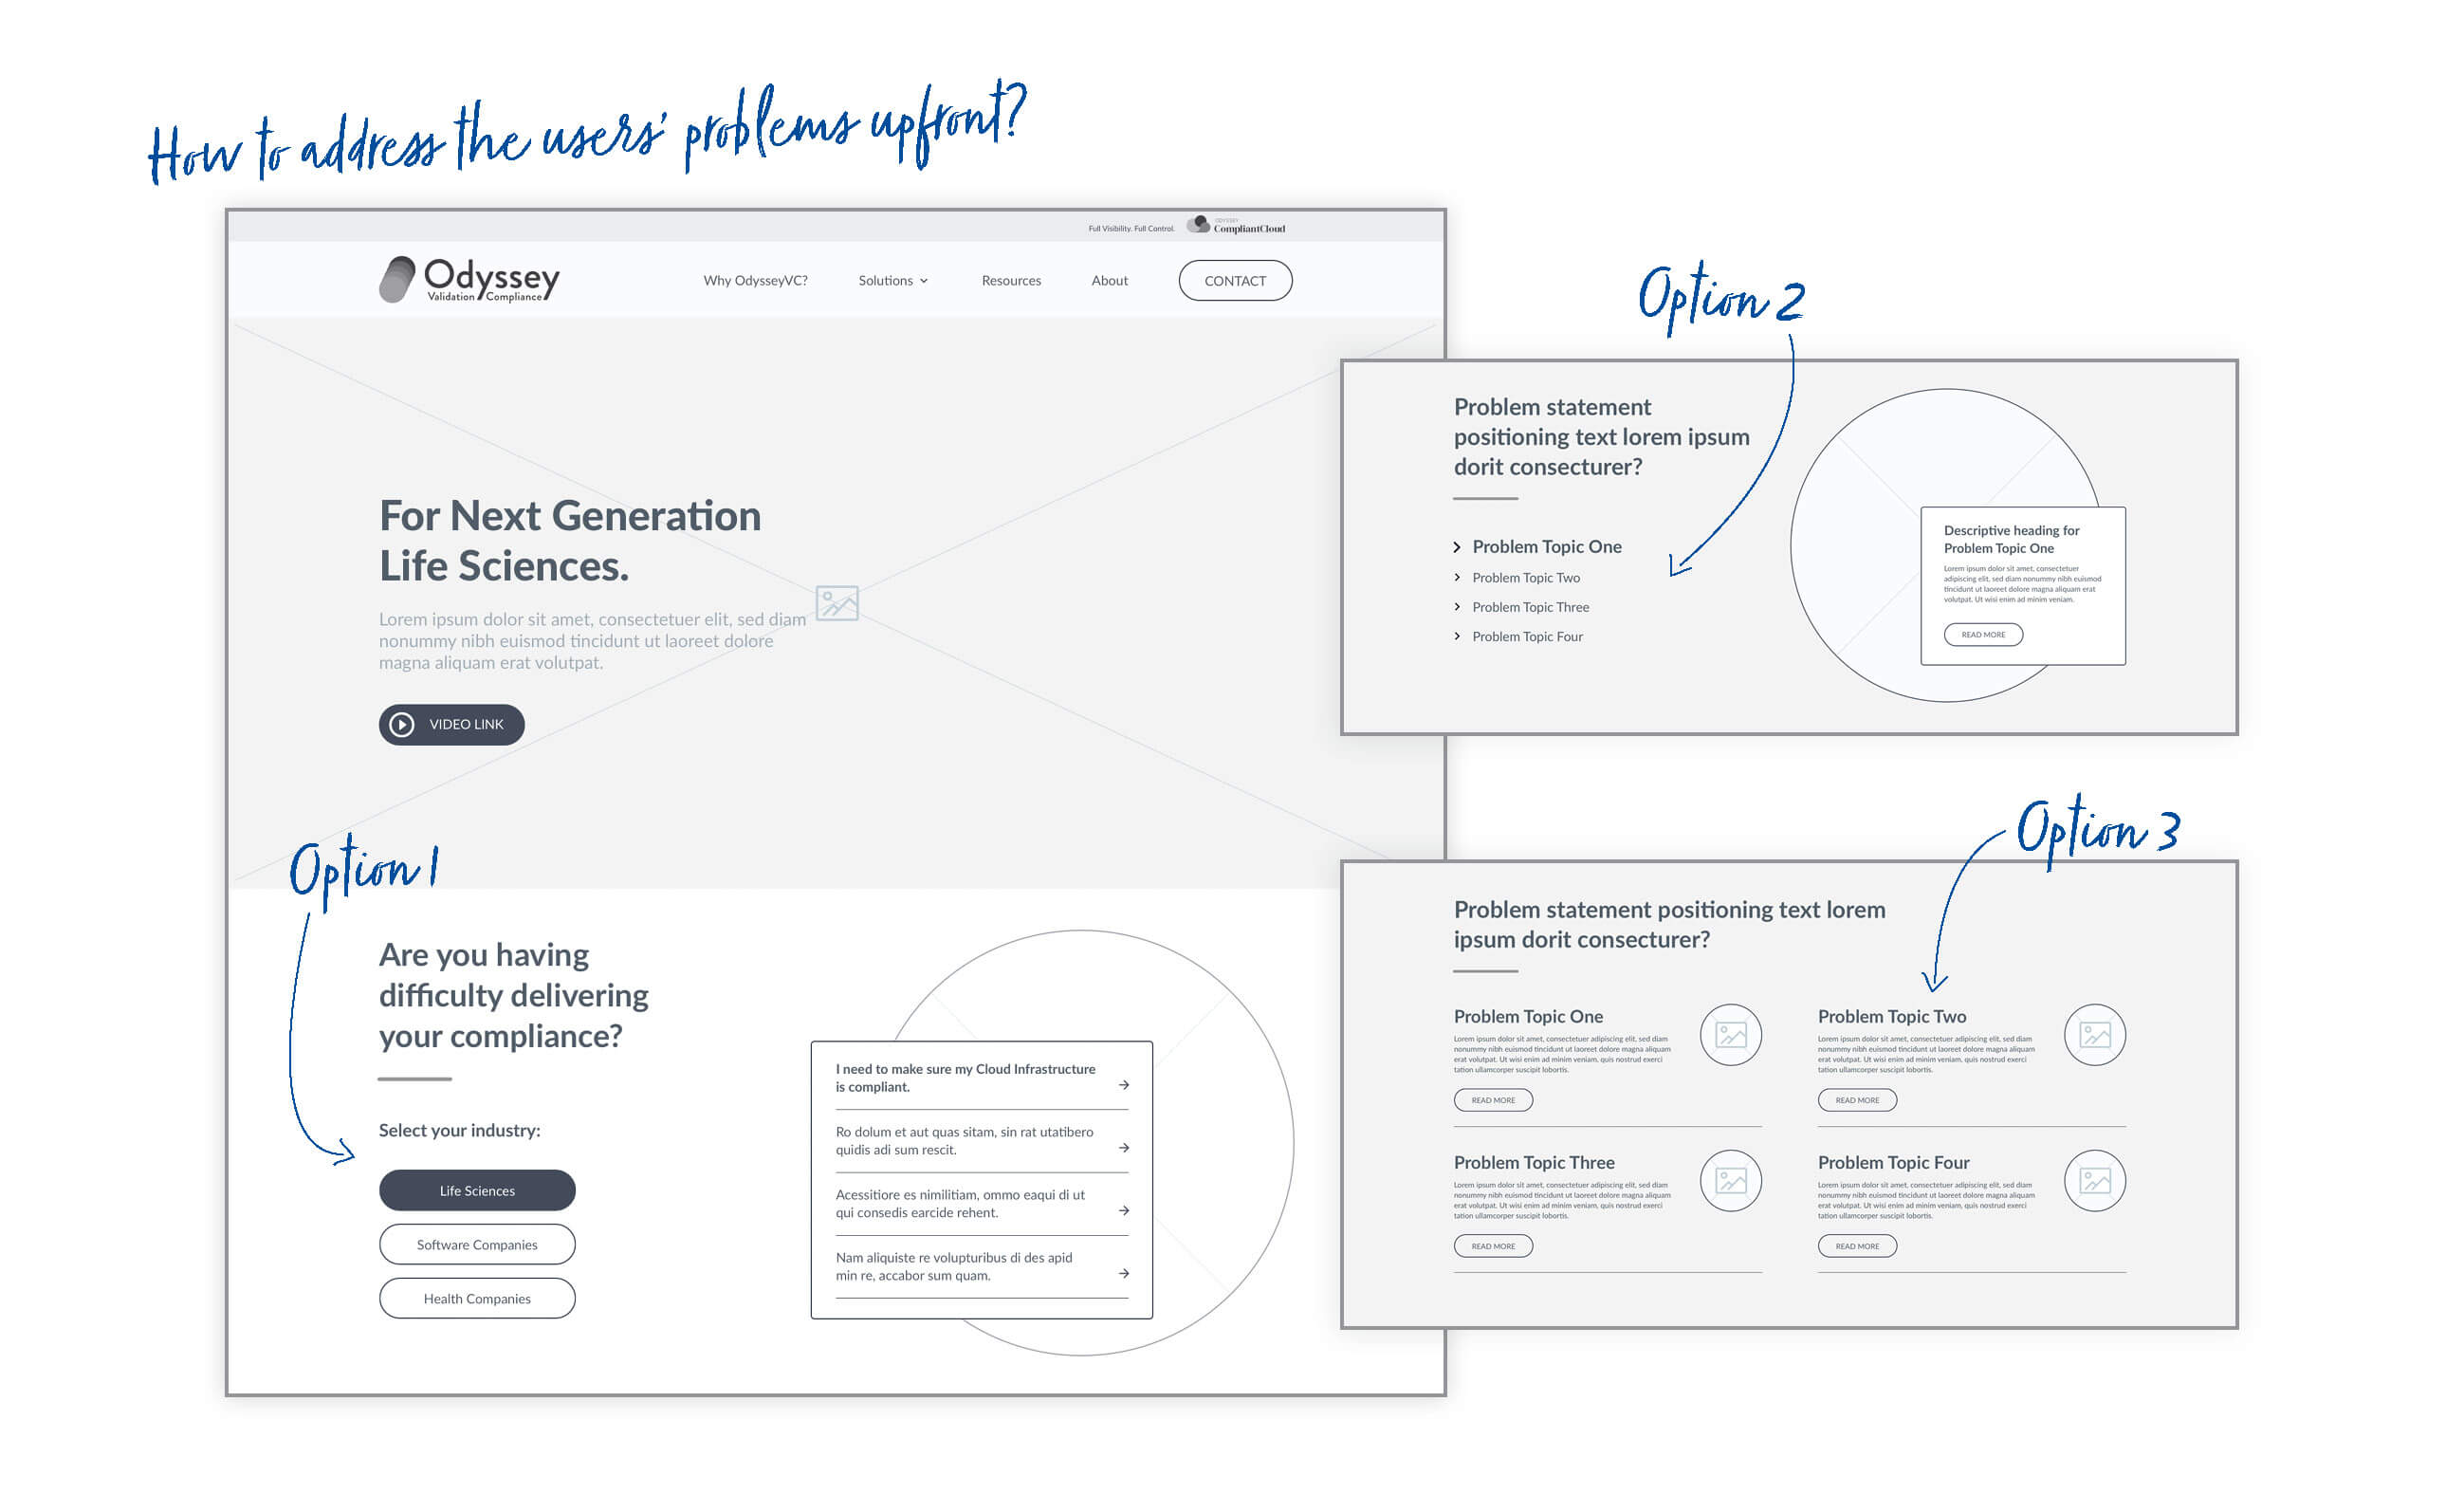 How to address the users' problems upfront?
Full Visibility. Full Control.
ODYSSEY
CompliantCloud
Odyssey
Validation Compliance
Why OdysseyVC?
Solutions
Resources
About
CONTACT
For Next Generation
Life Sciences.
Lorem ipsum dolor sit amet, consectetuer elit, sed diam
nonummy nibh euismod tincidunt ut laoreet dolore
magna aliquam erat volutpat.
VIDEO LINK
Option 1
Are you having
difficulty delivering
your compliance?
Select your industry:
Life Sciences
Software Companies
Health Companies
I need to make sure my Cloud Infrastructure
is compliant.
Ro dolum et aut quas sitam, sin rat utatibero
quidis adi sum rescit.
Acessitiore es nimilitiam, ommo eaqui di ut
qui consedis earcide rehent.
Nam aliquiste re volupturibus di des apid
min re, accabor sum quam.
Option 2
Problem statement
positioning text lorem ipsum
dorit consecturer?
Problem Topic One
Problem Topic Two
Problem Topic Three
Problem Topic Four
Descriptive heading for
Problem Topic One
Lorem ipsum dolor sit amet, consectetuer
adipiscing elit, sed diam nonummy nibh euismod
tincidunt ut laoreet dolore magna aliquam erat
volutpat. Ut wisi enim ad minim veniam.
READ MORE
Option 3
Problem statement positioning text lorem
ipsum dorit consecturer?
Problem Topic One
Lorem ipsum dolor sit amet, consectetuer adipiscing elit, sed diam
nonummy nibh euismod tincidunt ut laoreet dolore magna aliquam
erat volutpat. Ut wisi enim ad minim veniam, quis nostrud exerci
tation ullamcorper suscipit lobortis.
READ MORE
Problem Topic Two
Lorem ipsum dolor sit amet, consectetuer adipiscing elit, sed diam
nonummy nibh euismod tincidunt ut laoreet dolore magna aliquam
erat volutpat. Ut wisi enim ad minim veniam, quis nostrud exerci
tation ullamcorper suscipit lobortis.
READ MORE
Problem Topic Three
Lorem ipsum dolor sit amet, consectetuer adipiscing elit, sed diam
nonummy nibh euismod tincidunt ut laoreet dolore magna aliquam
erat volutpat. Ut wisi enim ad minim veniam, quis nostrud exerci
tation ullamcorper suscipit lobortis.
READ MORE
Problem Topic Four
Lorem ipsum dolor sit amet, consectetuer adipiscing elit, sed diam
nonummy nibh euismod tincidunt ut laoreet dolore magna aliquam
erat volutpat. Ut wisi enim ad minim veniam, quis nostrud exerci
tation ullamcorper suscipit lobortis.
READ MORE